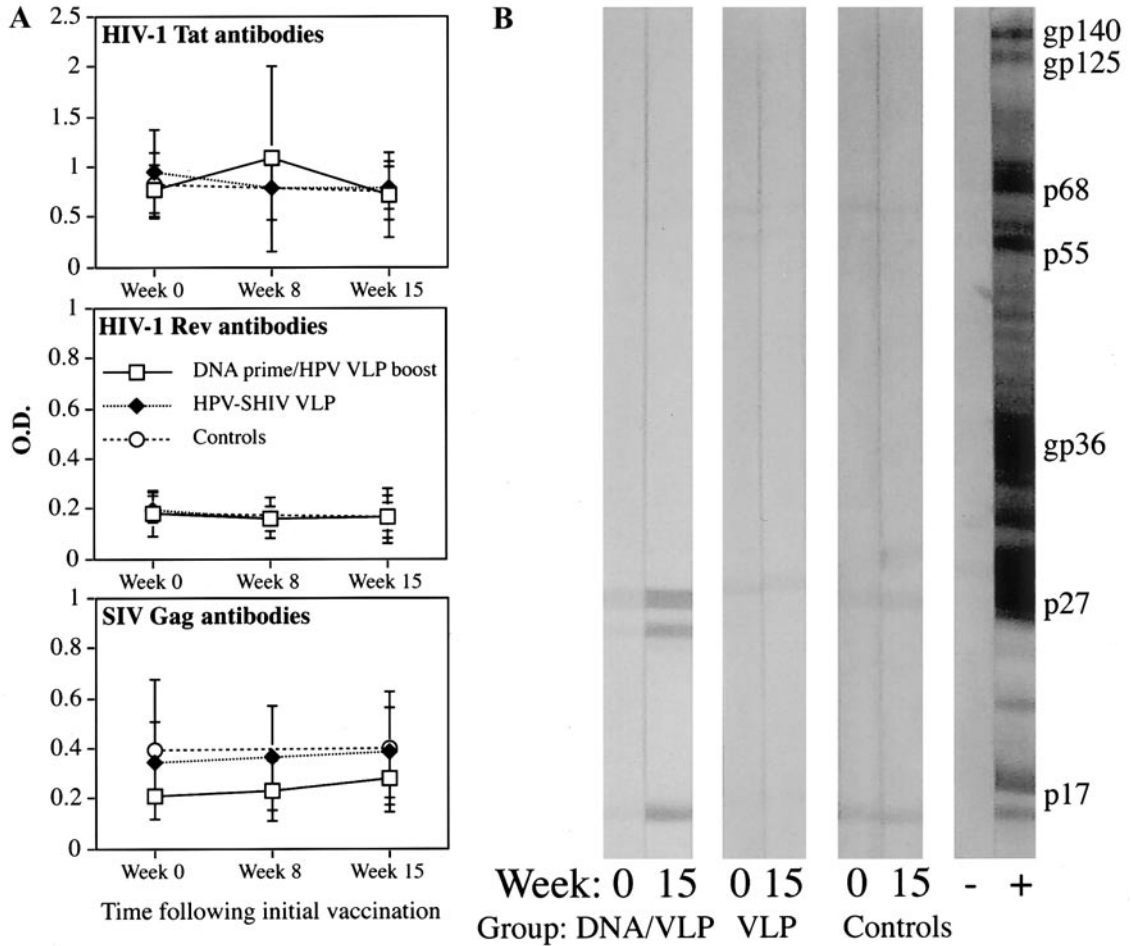 A
HIV-1 Tat antibodies
2.5
2
1.5
1
0.5
0
Week 0 Week 8 Week 15
HIV-1 Rev antibodies
DNA prime/HPV VLP boost
HPV-SHIV VLP
Controls
1
0.8
0.6
0.4
0.2
0
O.D.
Week 0 Week 8 Week 15
SIV Gag antibodies
1
0.8
0.6
0.4
0.2
0
Week 0 Week 8 Week 15
Time following initial vaccination
B
gp140
gp125
p68
p55
gp36
p27
p17
Week: 0 15 0 15 0 15 - +
Group: DNA/VLP VLP Controls